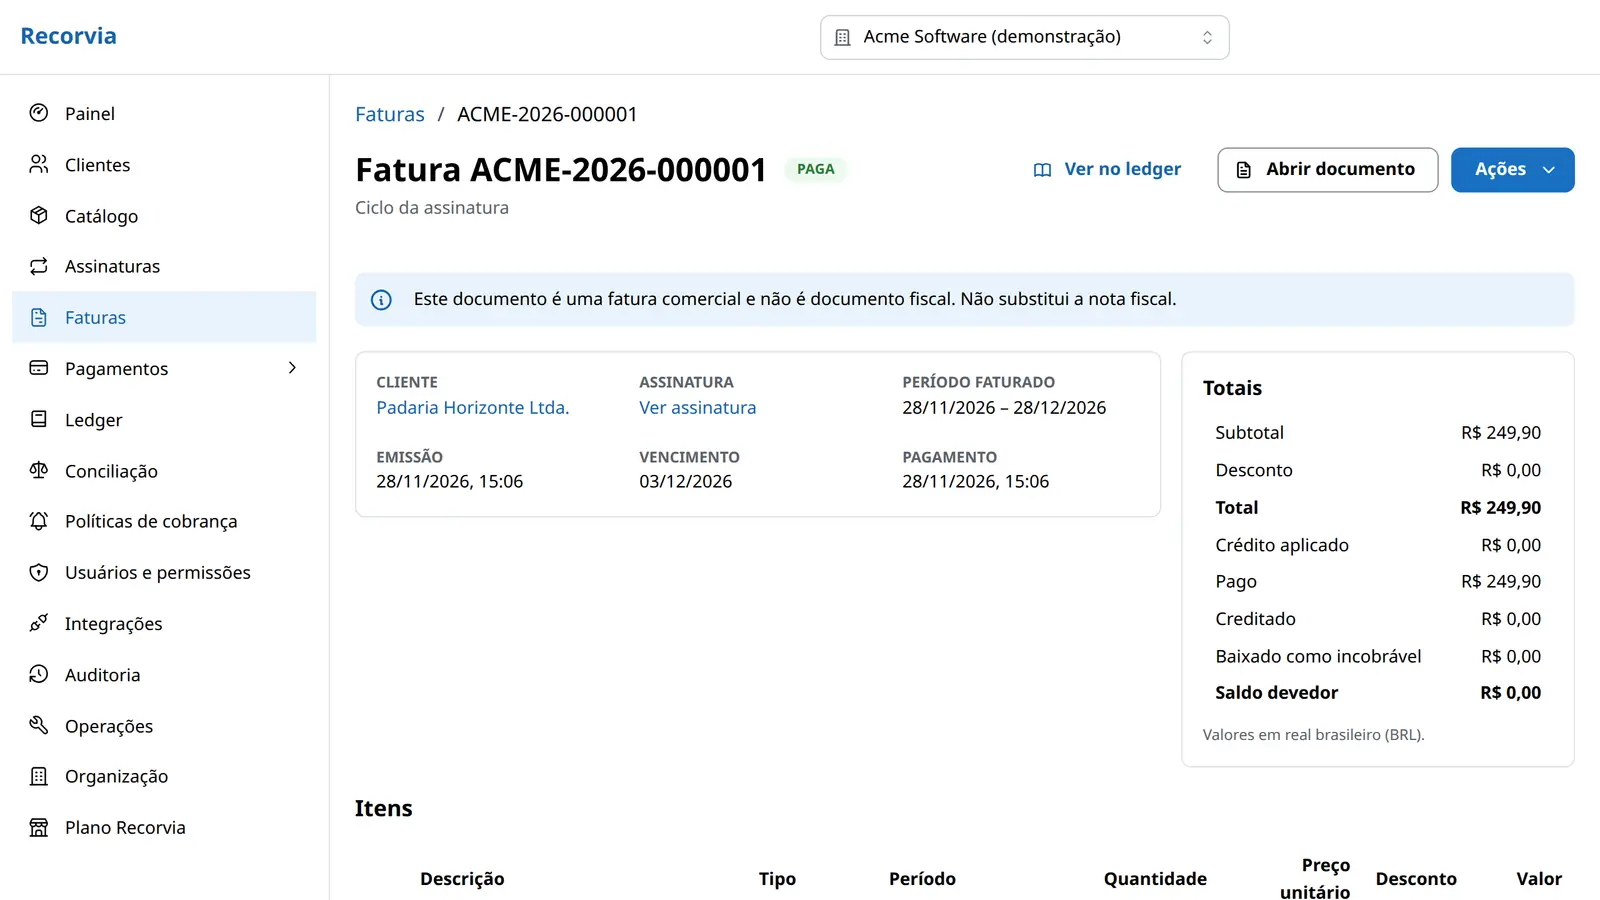 Recorvia
Acme Software (demonstração)
Painel
Clientes
Catálogo
Assinaturas
Faturas
Pagamentos
Ledger
Conciliação
Políticas de cobrança
Usuários e permissões
Integrações
Auditoria
Operações
Organização
Plano Recorvia
Faturas / ACME-2026-000001
Fatura ACME-2026-000001 PAGA
Ciclo da assinatura
Ver no ledger
Abrir documento
Ações
Este documento é uma fatura comercial e não é documento fiscal. Não substitui a nota fiscal.
CLIENTE
Padaria Horizonte Ltda.
ASSINATURA
Ver assinatura
PERÍODO FATURADO
28/11/2026 – 28/12/2026
EMISSÃO
28/11/2026, 15:06
VENCIMENTO
03/12/2026
PAGAMENTO
28/11/2026, 15:06
Totais
Subtotal R$ 249,90
Desconto R$ 0,00
Total R$ 249,90
Crédito aplicado R$ 0,00
Pago R$ 249,90
Creditado R$ 0,00
Baixado como incobrável R$ 0,00
Saldo devedor R$ 0,00
Valores em real brasileiro (BRL).
Itens
Descrição Tipo Período Quantidade Preço unitário Desconto Valor